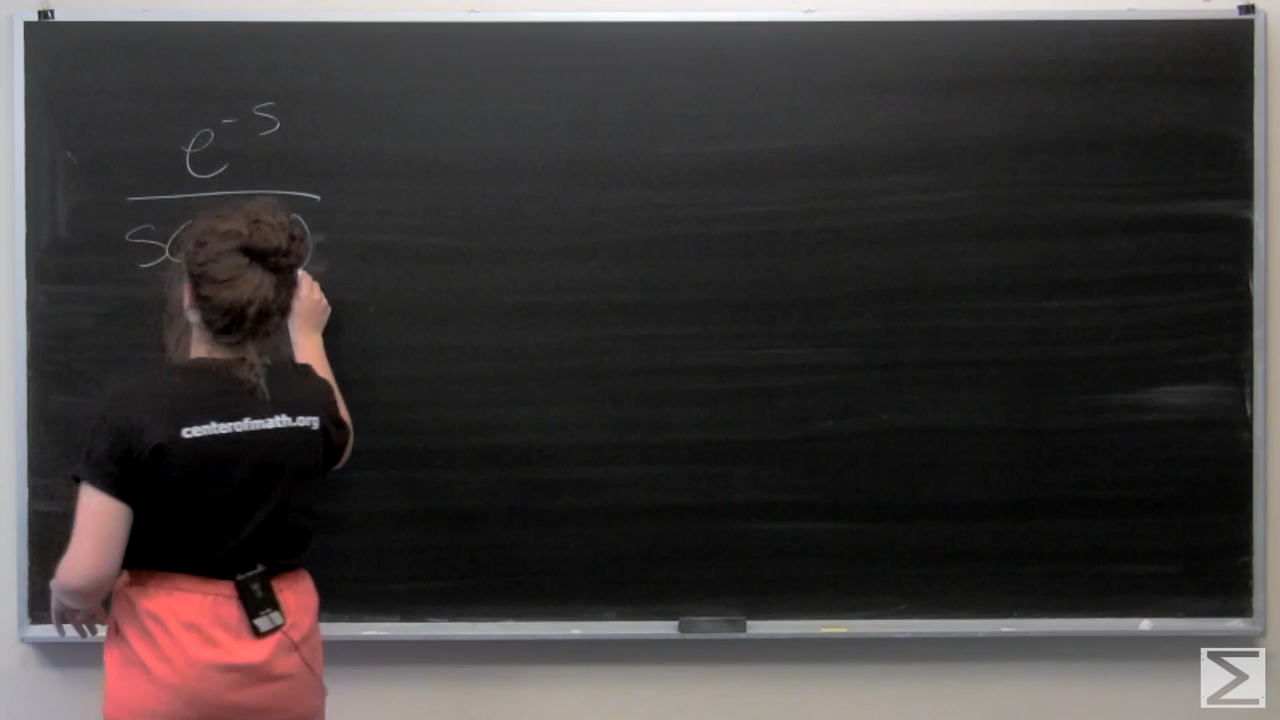 e^{-s}
s( )
centerofmath.org
Σ